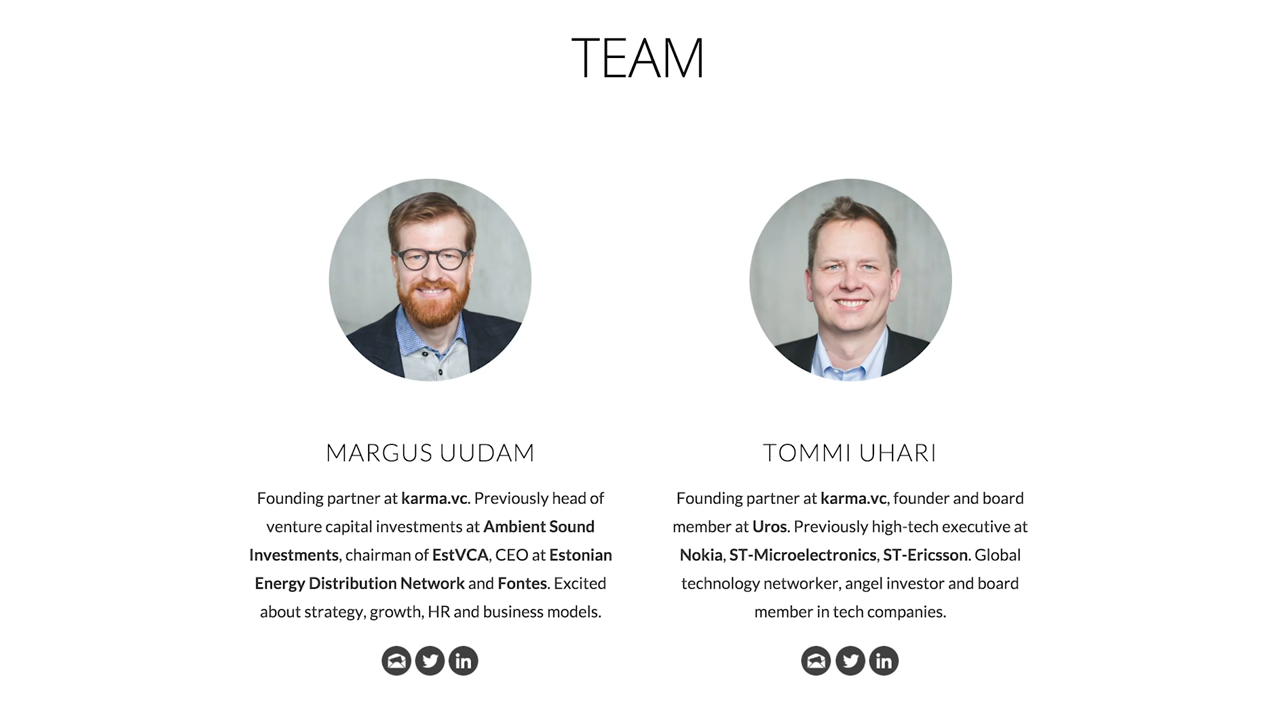 TEAM
MARGUS UUDAM
Founding partner at karma.vc. Previously head of
venture capital investments at Ambient Sound
Investments, chairman of EstVCA, CEO at Estonian
Energy Distribution Network and Fontes. Excited
about strategy, growth, HR and business models.
in
TOMMI UHARI
Founding partner at karma.vc, founder and board
member at Uros. Previously high-tech executive at
Nokia, ST-Microelectronics, ST-Ericsson. Global
technology networker, angel investor and board
member in tech companies.
in